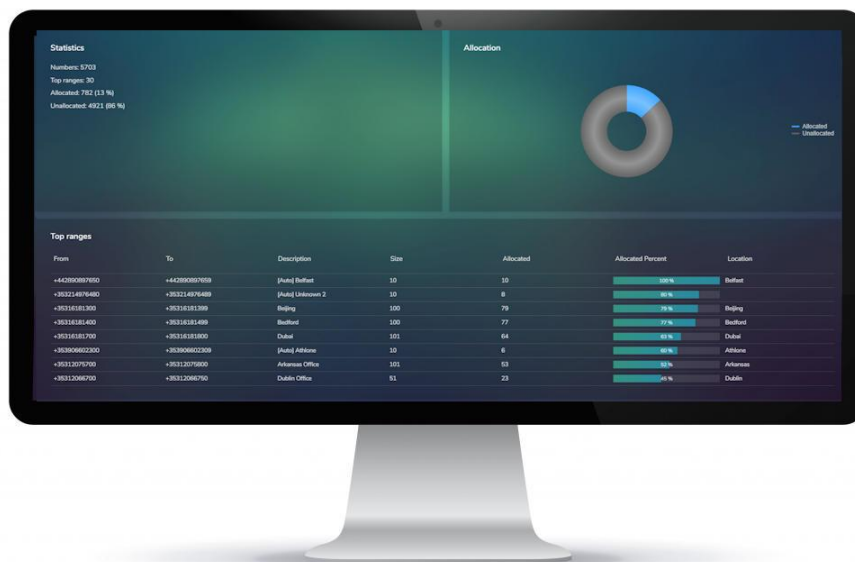 Statistics
Numbers: 5703
Top ranges: 30
Allocated: 782 (13 %)
Unallocated: 4921 (86 %)
Allocation
Allocated
Unallocated
Top ranges
From To Description Size Allocated Allocated Percent Location
+442890897650 +442890897659 [Auto] Belfast 10 10 100 % Belfast
+353214976480 +353214976489 [Auto] Unknown 2 10 8 80 %
+35316181300 +35316181399 Beijing 100 79 79 % Beijing
+35316181400 +35316181499 Bedford 100 77 77 % Bedford
+35316181700 +35316181800 Dubai 101 64 63 % Dubai
+353906602300 +353906602309 [Auto] Athlone 10 6 60 % Athlone
+35312075700 +35312075800 Arkansas Office 101 53 52 % Arkansas
+35312066700 +35312066750 Dublin Office 51 23 45 % Dublin